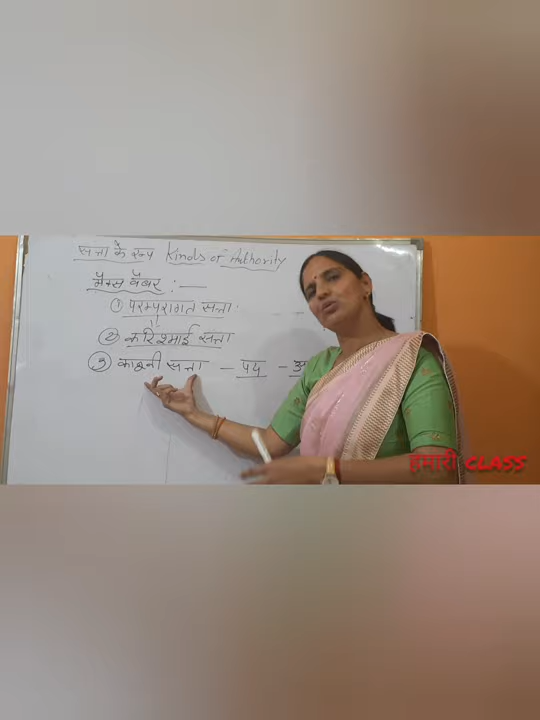 सत्ता के रूप Kinds of Authority
मैक्स वेबर : —
① परम्परागत सत्ता :
② करिश्माई सत्ता
③ कानूनी सत्ता – पद –
हमारी CLASS